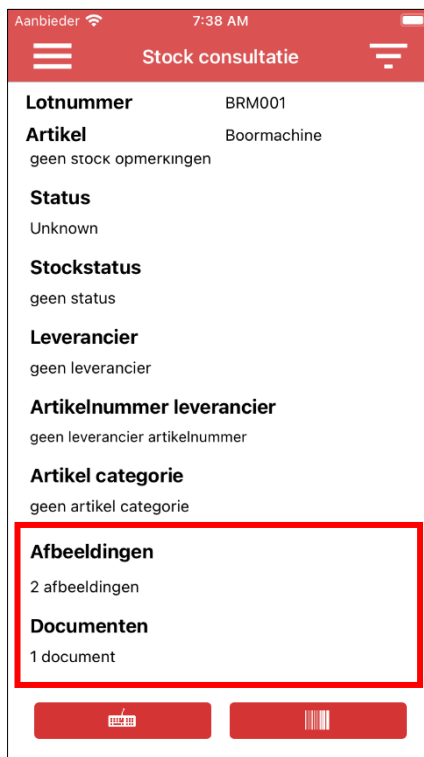 Aanbieder 7:38 AM
Stock consultatie
Lotnummer BRM001
Artikel Boormachine
geen stock opmerkingen
Status
Unknown
Stockstatus
geen status
Leverancier
geen leverancier
Artikelnummer leverancier
geen leverancier artikelnummer
Artikel categorie
geen artikel categorie
Afbeeldingen
2 afbeeldingen
Documenten
1 document